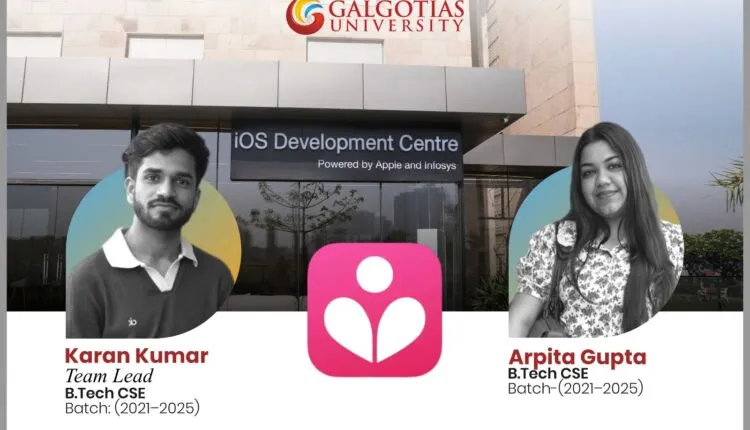 GALGOTIAS
UNIVERSITY
iOS Development Centre
Powered by Apple and infosys
Karan Kumar
Team Lead
B.Tech CSE
Batch: (2021–2025)
Arpita Gupta
B.Tech CSE
Batch-(2021–2025)